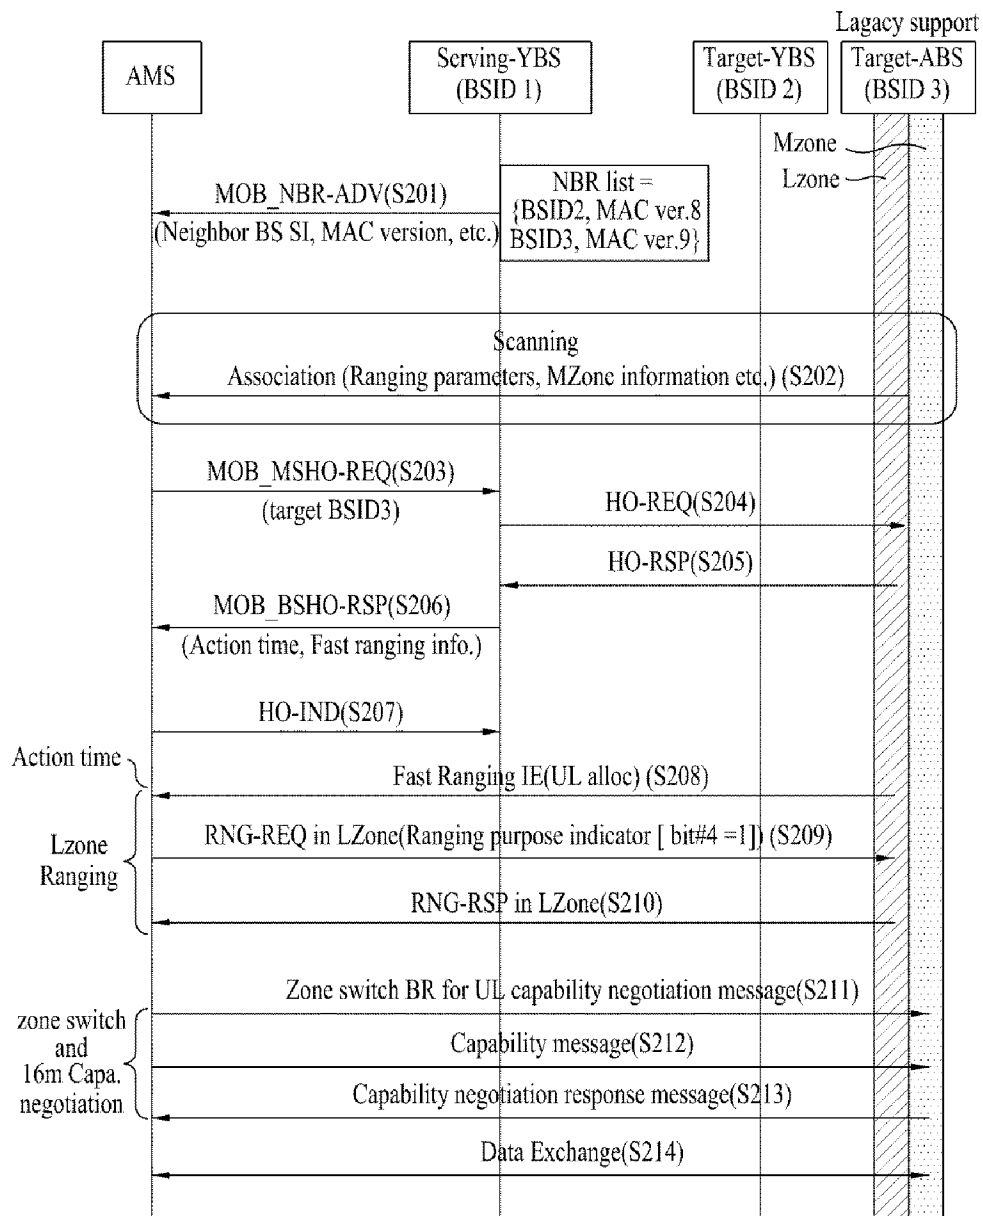 Lagacy support
AMS
Serving-YBS
(BSID 1)
Target-YBS
(BSID 2)
Target-ABS
(BSID 3)
Mzone
Lzone
MOB_NBR-ADV(S201)
(Neighbor BS SI, MAC version, etc.)
NBR list =
{BSID2, MAC ver.8
BSID3, MAC ver.9}
Scanning
Association (Ranging parameters, MZone information etc.) (S202)
MOB_MSHO-REQ(S203)
(target BSID3)
HO-REQ(S204)
HO-RSP(S205)
MOB_BSHO-RSP(S206)
(Action time, Fast ranging info.)
HO-IND(S207)
Action time
Fast Ranging IE(UL alloc) (S208)
Lzone
Ranging
RNG-REQ in LZone(Ranging purpose indicator [ bit#4 =1]) (S209)
RNG-RSP in LZone(S210)
Zone switch BR for UL capability negotiation message(S211)
zone switch
and
16m Capa.
negotiation
Capability message(S212)
Capability negotiation response message(S213)
Data Exchange(S214)